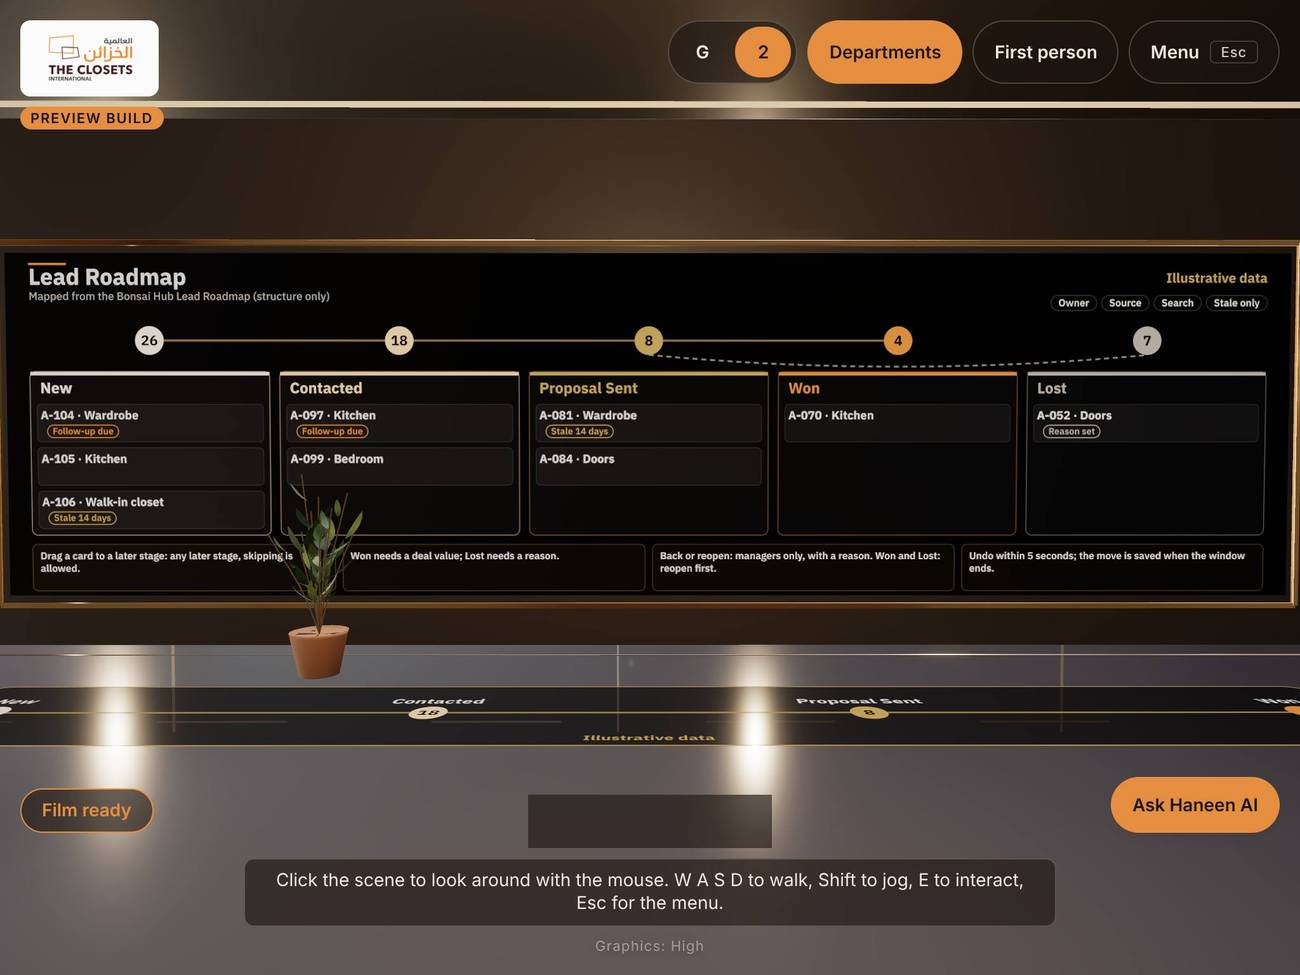 العالمية
الخزائن
THE CLOSETS
INTERNATIONAL
PREVIEW BUILD
G
2
Departments
First person
Menu Esc
Lead Roadmap
Mapped from the Bonsai Hub Lead Roadmap (structure only)
Illustrative data
Owner
Source
Search
Stale only
26
18
8
4
7
New
A-104 · Wardrobe
Follow-up due
A-105 · Kitchen
A-106 · Walk-in closet
Stale 14 days
Contacted
A-097 · Kitchen
Follow-up due
A-099 · Bedroom
Proposal Sent
A-081 · Wardrobe
Stale 14 days
A-084 · Doors
Won
A-070 · Kitchen
Lost
A-052 · Doors
Reason set
Drag a card to a later stage: any later stage, skipping is
allowed.
Won needs a deal value; Lost needs a reason.
Back or reopen: managers only, with a reason. Won and Lost:
reopen first.
Undo within 5 seconds; the move is saved when the window
ends.
New
Contacted
18
Proposal Sent
8
Won
Illustrative data
Film ready
Ask Haneen AI
Click the scene to look around with the mouse. W A S D to walk, Shift to jog, E to interact,
Esc for the menu.
Graphics: High